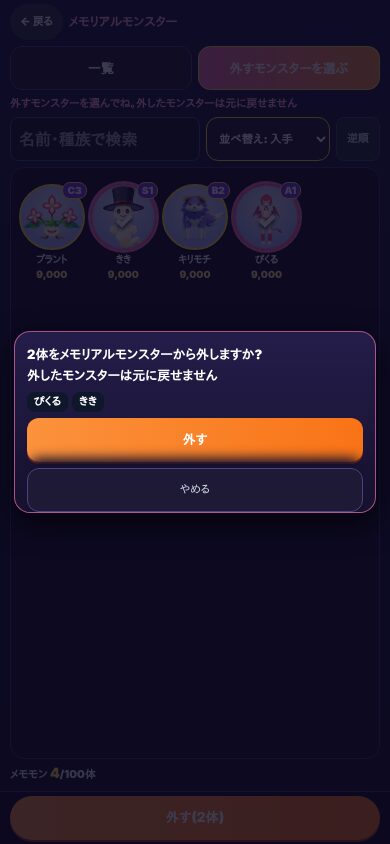 ← 戻る メモリアルモンスター
一覧 外すモンスターを選ぶ
外すモンスターを選んでね。外したモンスターは元に戻せません
名前・種族で検索 並べ替え: 入手 逆順
C3 S1 B2 A1
プラント きき キリモチ ぴくる
9,000 9,000 9,000 9,000
2体をメモリアルモンスターから外しますか?
外したモンスターは元に戻せません
ぴくる きき
外す
やめる
メモモン 4/100体
外す(2体)